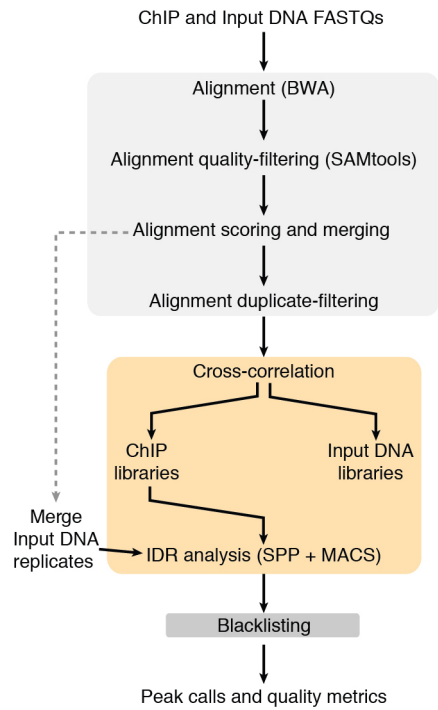 ChIP and Input DNA FASTQs
Alignment (BWA)
Alignment quality-filtering (SAMtools)
Alignment scoring and merging
Alignment duplicate-filtering
Cross-correlation
ChIP
libraries
Input DNA
libraries
Merge
Input DNA
replicates
IDR analysis (SPP + MACS)
Blacklisting
Peak calls and quality metrics